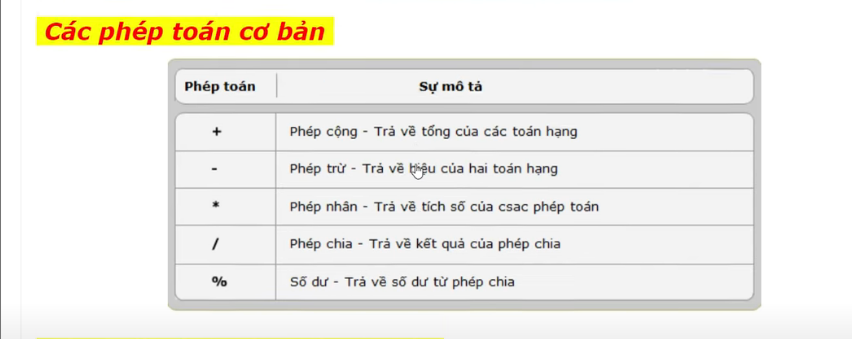 Các phép toán cơ bản
Phép toán Sự mô tả
+ Phép cộng - Trả về tổng của các toán hạng
- Phép trừ - Trả về hiệu của hai toán hạng
* Phép nhân - Trả về tích số của csac phép toán
/ Phép chia - Trả về kết quả của phép chia
% Số dư - Trả về số dư từ phép chia